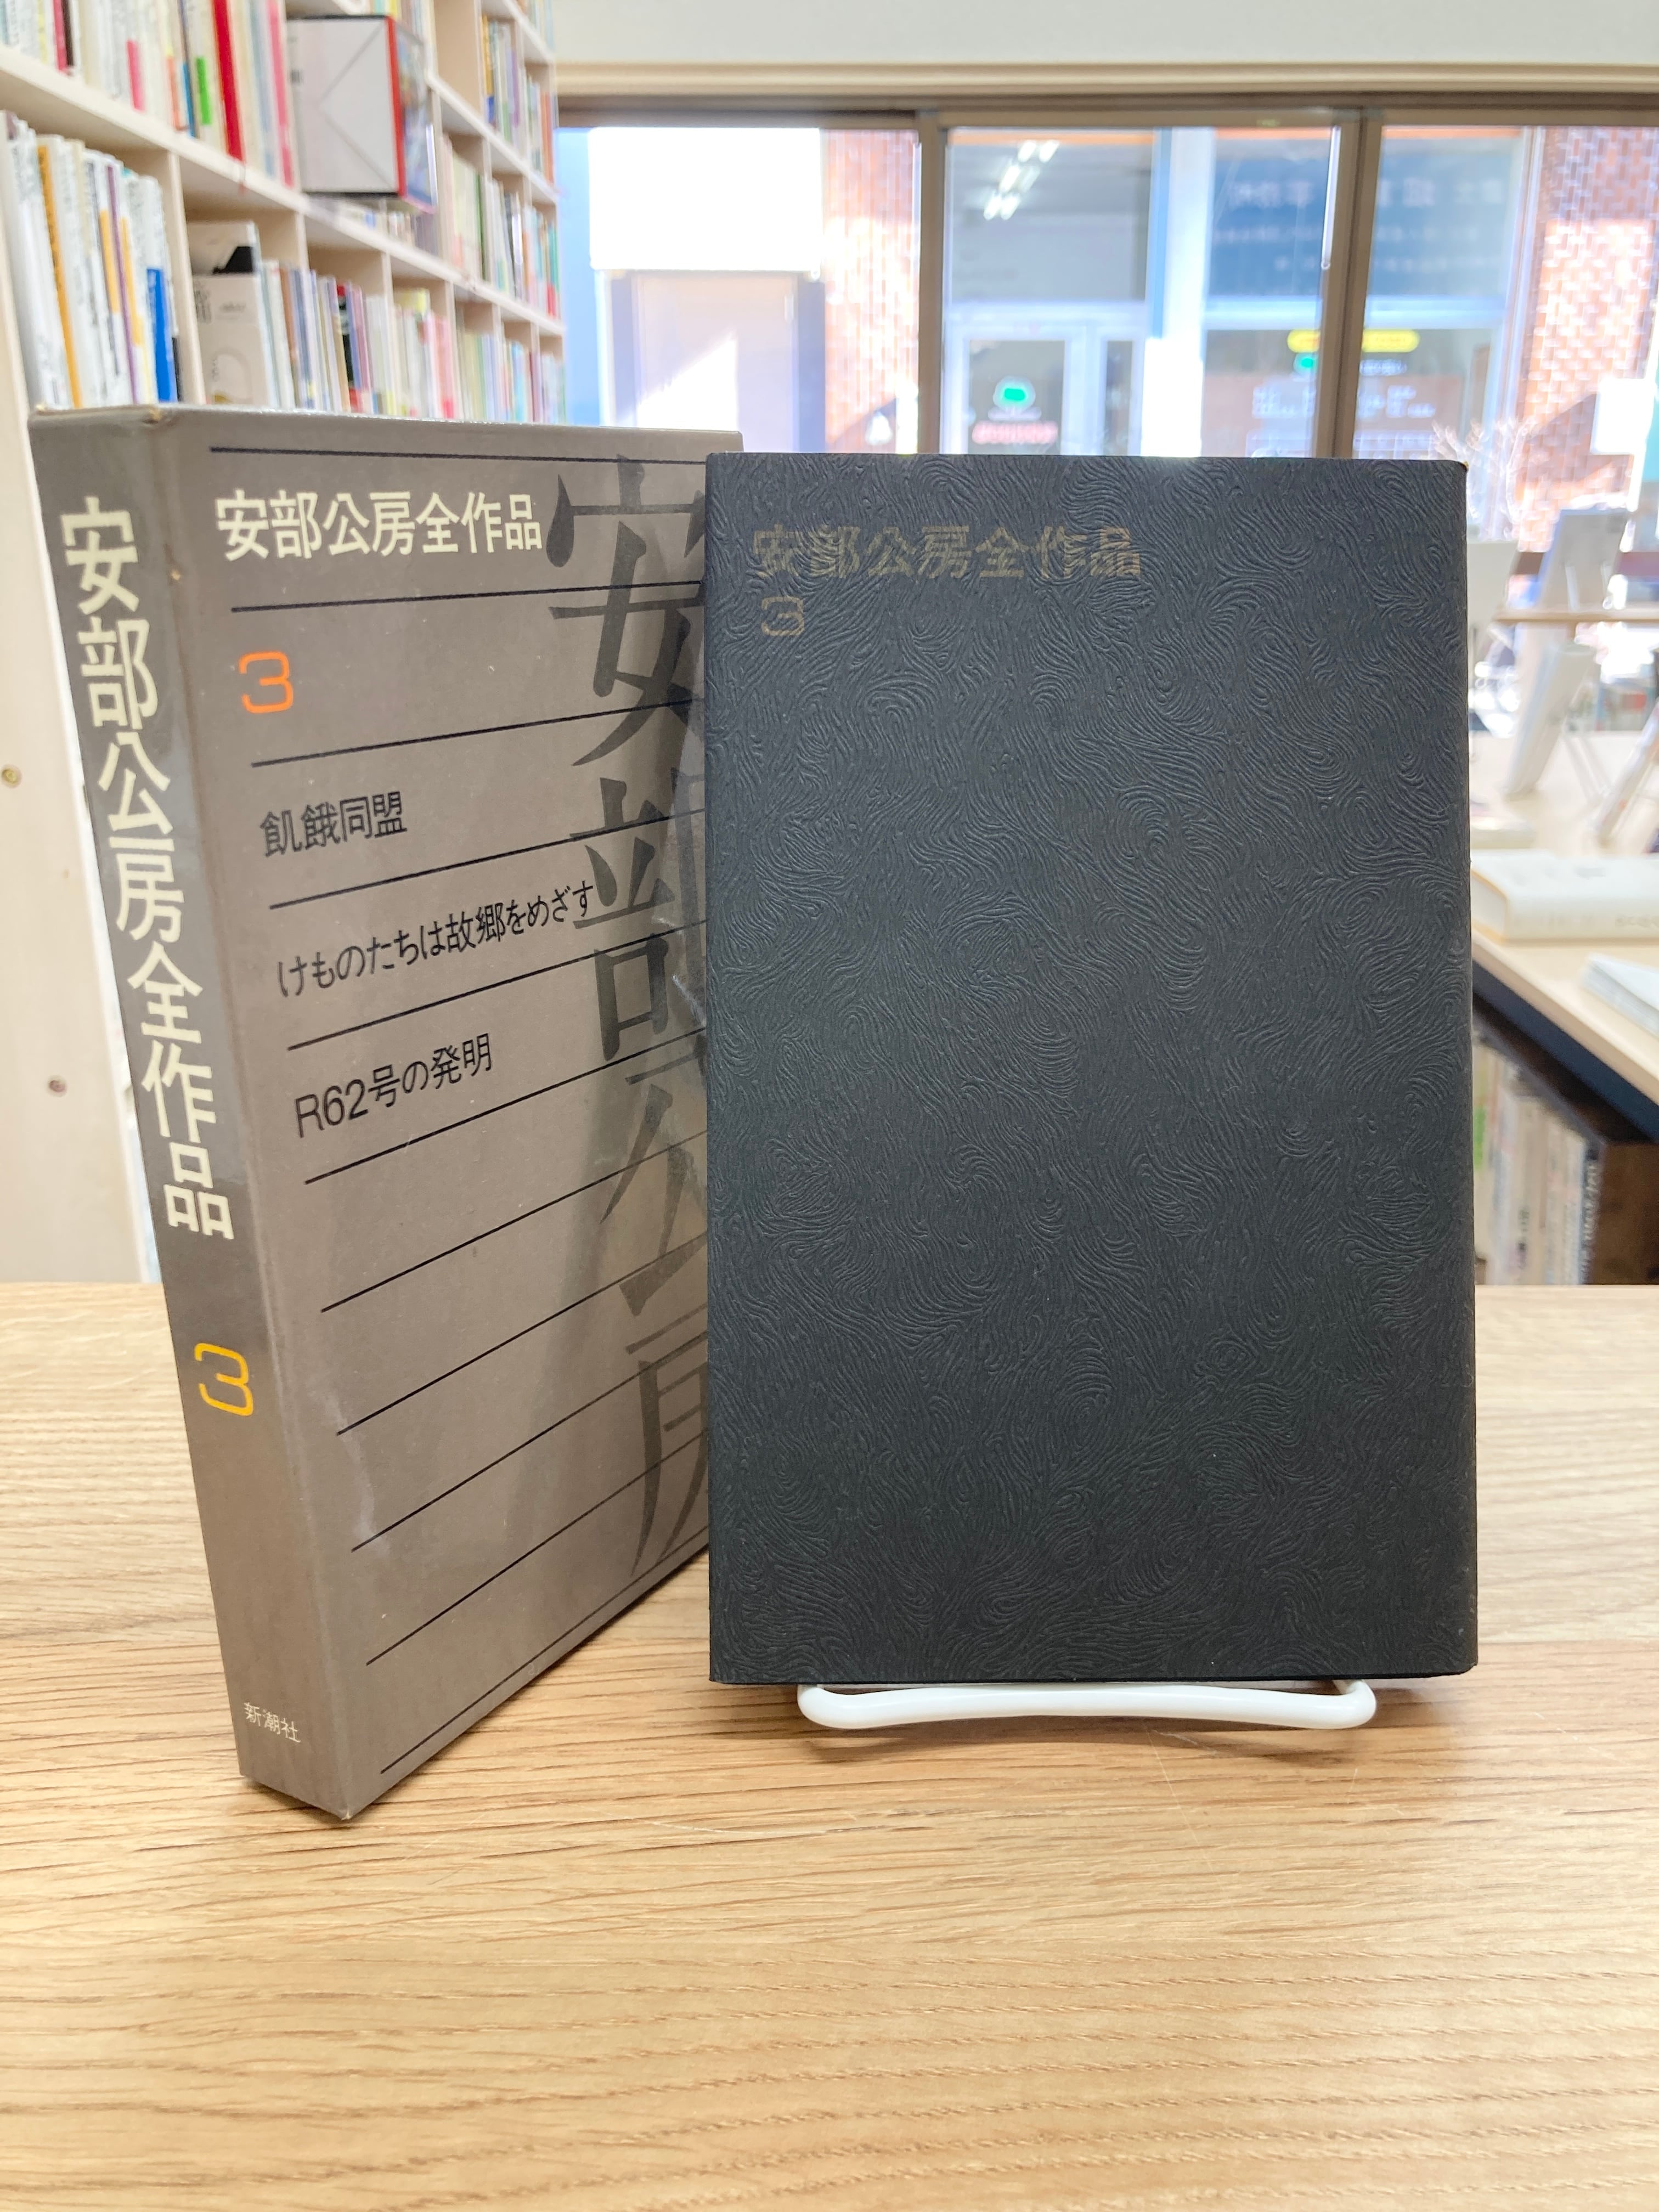 安部公房全作品
3
新潮社
安部公房全作品
3
飢餓同盟
けものたちは故郷をめざす
R62号の発明
安部公房
安部公房全作品
3